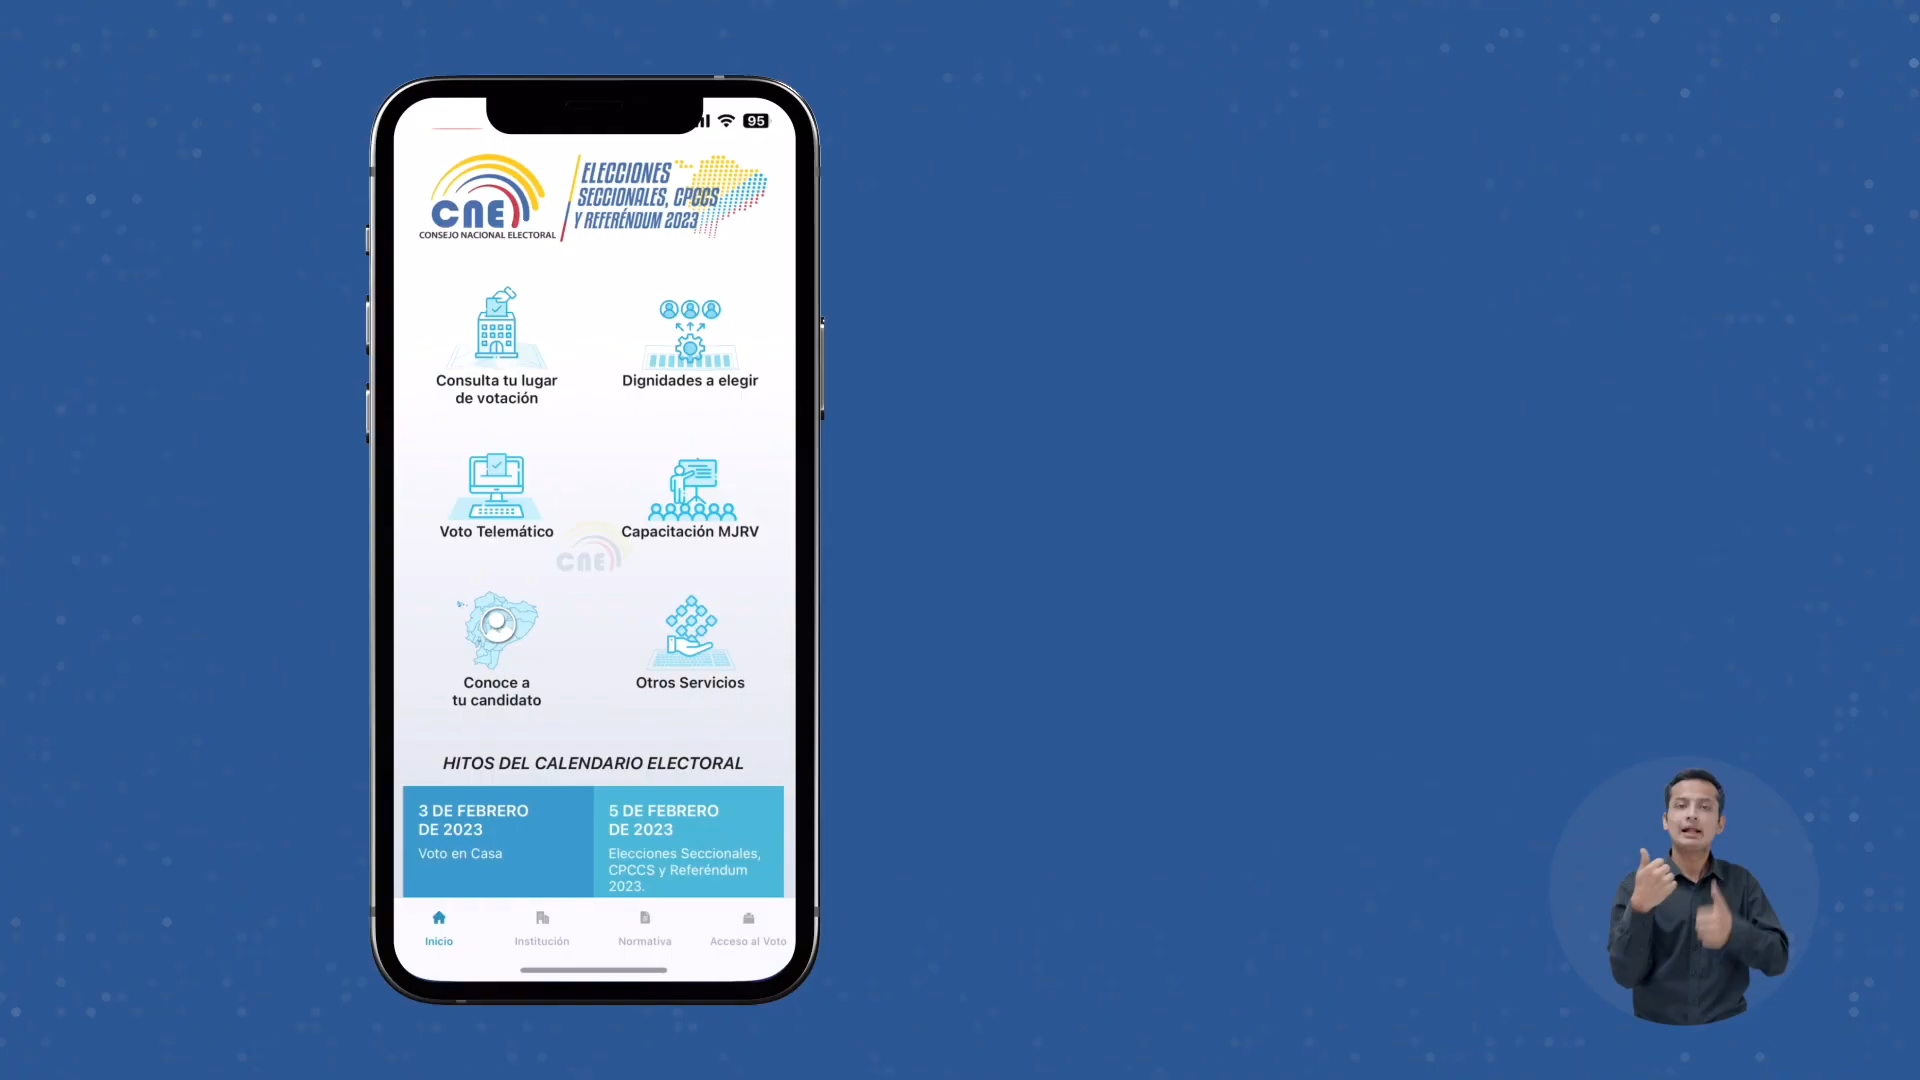 95
CNE
CONSEJO NACIONAL ELECTORAL
ELECCIONES
SECCIONALES, CPCCS
Y REFERÉNDUM 2023
Consulta tu lugar
de votación
Dignidades a elegir
Voto Telemático
Capacitación MJRV
CNE
Conoce a
tu candidato
Otros Servicios
HITOS DEL CALENDARIO ELECTORAL
3 DE FEBRERO
DE 2023
Voto en Casa
5 DE FEBRERO
DE 2023
Elecciones Seccionales,
CPCCS y Referéndum
2023.
Inicio
Institución
Normativa
Acceso al Voto